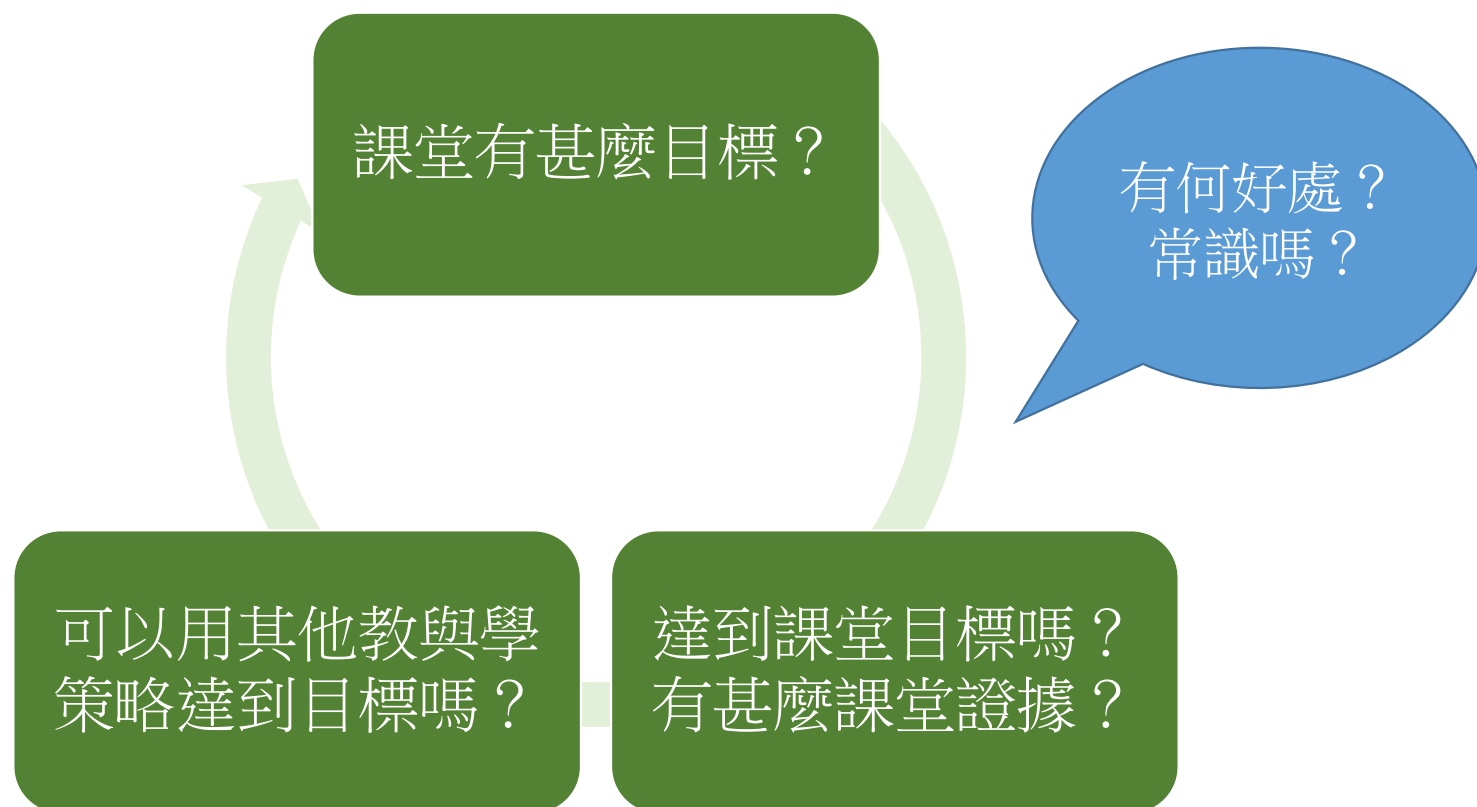 課堂有甚麼目標？
有何好處？
常識嗎？
可以用其他教與學
策略達到目標嗎？
達到課堂目標嗎？
有甚麼課堂證據？